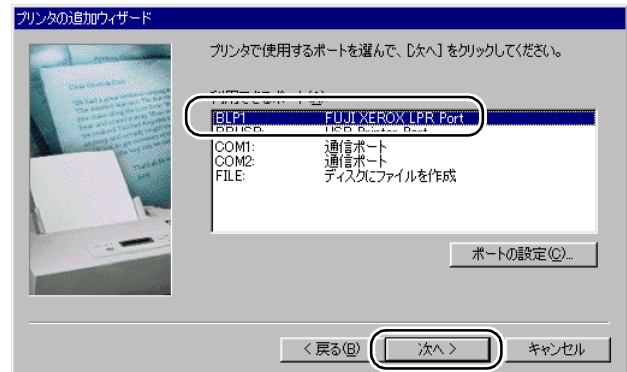 プリンタの追加ウィザード
プリンタで使用するポートを選んで、[次へ] をクリックしてください。
BLP1 FUJI XEROX LPR Port
USB Printer Port
COM1: 通信ポート
COM2: 通信ポート
FILE: ディスクにファイルを作成
ポートの設定(C)...
< 戻る(B)
次へ >
キャンセル